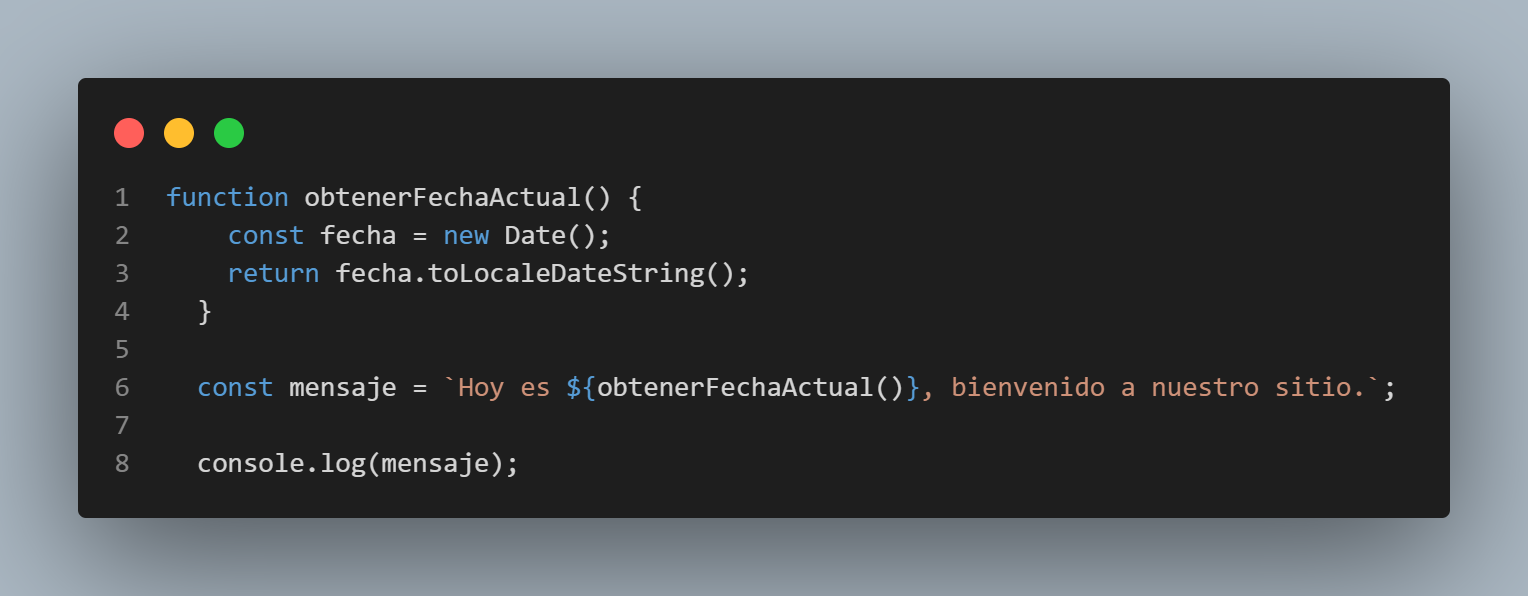 1 function obtenerFechaActual() {
2     const fecha = new Date();
3     return fecha.toLocaleDateString();
4   }
5
6   const mensaje = `Hoy es ${obtenerFechaActual()}, bienvenido a nuestro sitio.`;
7
8   console.log(mensaje);